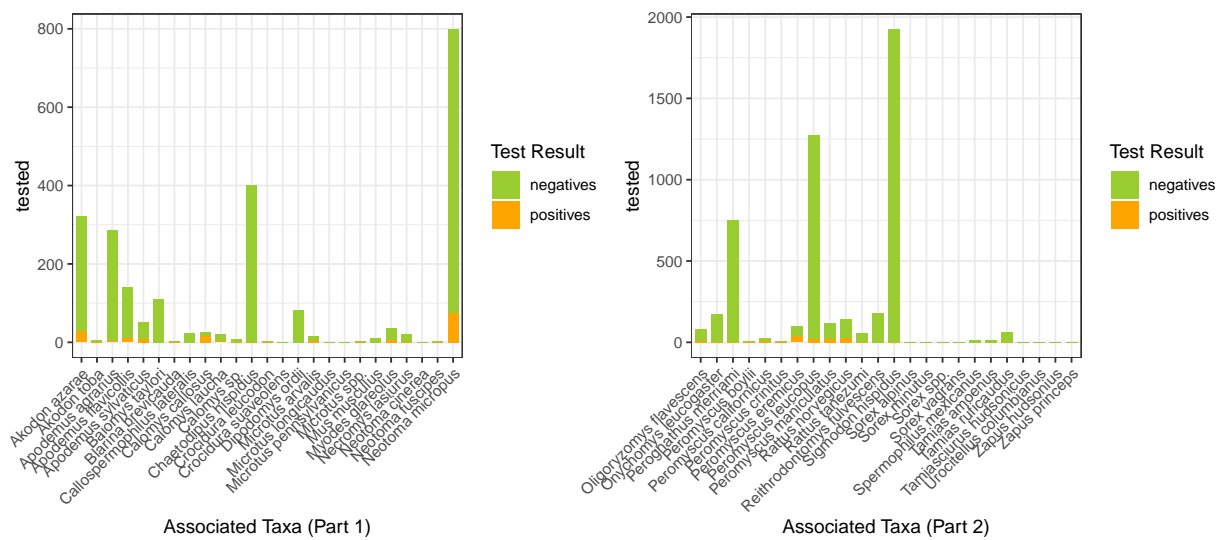 800
600
400
200
0
tested
Akodon azarae
Akodon toba
Apodemus agrarius
Apodemus flavicollis
Apodemus sylvaticus
Baiomys taylori
Blarina brevicauda
Callospermophilus lateralis
Calomys callosus
Calomys laucha
Calomys sp.
Chaetodipus hispidus
Crocidura leucodon
Crocidura suaveolens
Dipodomys ordii
Microtus arvalis
Microtus longicaudus
Microtus pennsylvanicus
Microtus spp.
Mus musculus
Myodes glareolus
Necromys lasurus
Neotoma cinerea
Neotoma fuscipes
Neotoma micropus
Associated Taxa (Part 1)
Test Result
negatives
positives
2000
1500
1000
500
0
tested
Oligoryzomys flavescens
Onychomys leucogaster
Perognathus merriami
Peromyscus boylii
Peromyscus californicus
Peromyscus crinitus
Peromyscus eremicus
Peromyscus leucopus
Peromyscus maniculatus
Rattus norvegicus
Rattus tanezumi
Reithrodontomys fulvescens
Sigmodon hispidus
Sorex alpinus
Sorex minutus
Sorex spp.
Sorex vagrans
Spermophilus mexicanus
Tamias amoenus
Tamias ruficaudus
Tamiasciurus hudsonicus
Urocitellus columbianus
Zapus hudsonius
Zapus princeps
Associated Taxa (Part 2)
Test Result
negatives
positives